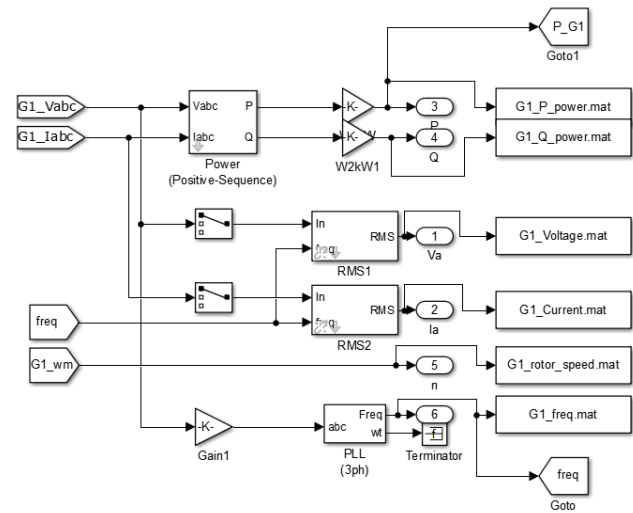 P_G1
Goto1
G1_Vabc
Vabc
P
-K-
3
G1_P_power.mat
P
G1_Iabc
Iabc
Q
-K-
4
G1_Q_power.mat
Power
(Positive-Sequence)
W2kW1
Q
In
RMS
1
G1_Voltage.mat
freq
RMS1
Va
In
RMS
2
G1_Current.mat
freq
freq
RMS2
Ia
G1_wm
5
G1_rotor_speed.mat
n
-K-
abc
Freq
wt
6
G1_freq.mat
Gain1
PLL
(3ph)
Terminator
freq
Goto